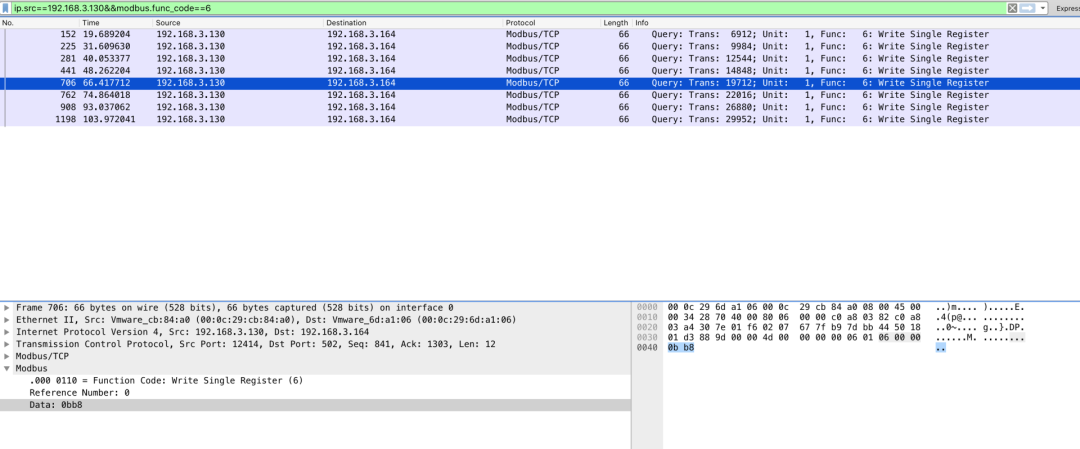 ip.src==192.168.3.130&&modbus.func_code==6
Express
No. Time Source Destination Protocol Length Info
152 19.689204 192.168.3.130 192.168.3.164 Modbus/TCP 66 Query: Trans: 6912; Unit: 1, Func: 6: Write Single Register
225 31.609630 192.168.3.130 192.168.3.164 Modbus/TCP 66 Query: Trans: 9984; Unit: 1, Func: 6: Write Single Register
281 40.053377 192.168.3.130 192.168.3.164 Modbus/TCP 66 Query: Trans: 12544; Unit: 1, Func: 6: Write Single Register
441 48.262204 192.168.3.130 192.168.3.164 Modbus/TCP 66 Query: Trans: 14848; Unit: 1, Func: 6: Write Single Register
706 66.417712 192.168.3.130 192.168.3.164 Modbus/TCP 66 Query: Trans: 19712; Unit: 1, Func: 6: Write Single Register
762 74.864018 192.168.3.130 192.168.3.164 Modbus/TCP 66 Query: Trans: 22016; Unit: 1, Func: 6: Write Single Register
908 93.037062 192.168.3.130 192.168.3.164 Modbus/TCP 66 Query: Trans: 26880; Unit: 1, Func: 6: Write Single Register
1198 103.972041 192.168.3.130 192.168.3.164 Modbus/TCP 66 Query: Trans: 29952; Unit: 1, Func: 6: Write Single Register
Frame 706: 66 bytes on wire (528 bits), 66 bytes captured (528 bits) on interface 0
Ethernet II, Src: Vmware_cb:84:a0 (00:0c:29:cb:84:a0), Dst: Vmware_6d:a1:06 (00:0c:29:6d:a1:06)
Internet Protocol Version 4, Src: 192.168.3.130, Dst: 192.168.3.164
Transmission Control Protocol, Src Port: 12414, Dst Port: 502, Seq: 841, Ack: 1303, Len: 12
Modbus/TCP
Modbus
.000 0110 = Function Code: Write Single Register (6)
Reference Number: 0
Data: 0bb8
0000 00 0c 29 6d a1 06 00 0c 29 cb 84 a0 08 00 45 00 ..)m.... ).....E.
0010 00 34 28 70 40 00 80 06 00 00 c0 a8 03 82 c0 a8 .4(p@... ........
0020 03 a4 30 7e 01 f6 02 07 67 7f b9 7d bb 44 50 18 ..0~.... g..}.DP.
0030 01 d3 88 9d 00 00 4d 00 00 00 00 06 01 06 00 00 ......M. ........
0040 0b b8 ..